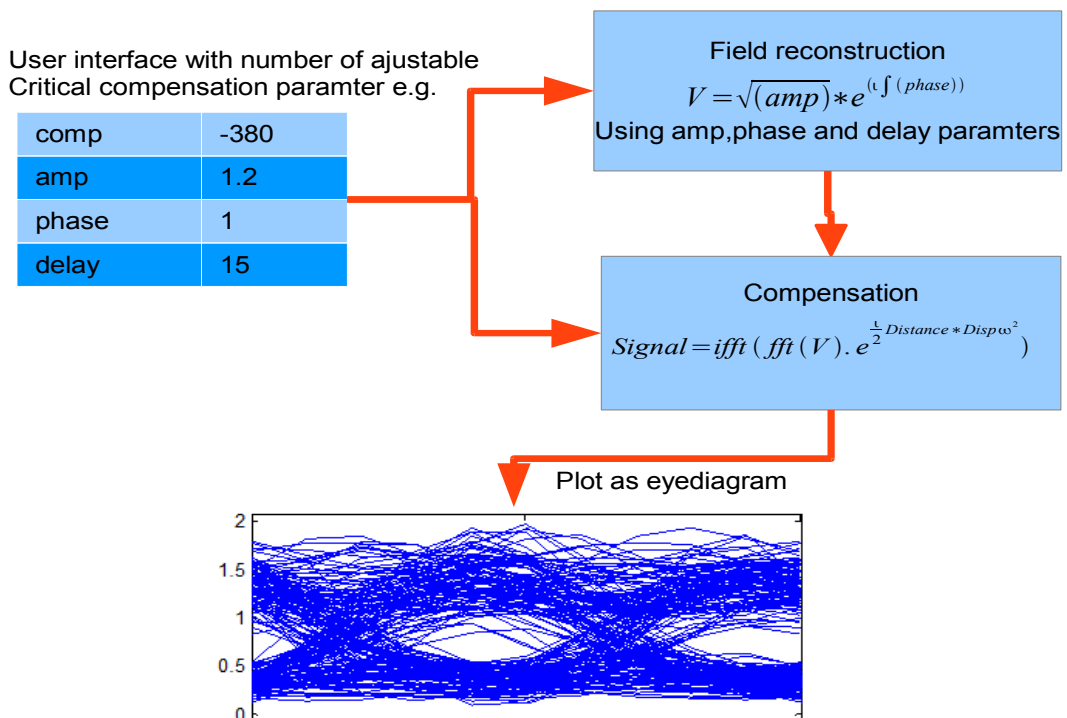 User interface with number of ajustable
Critical compensation paramter e.g.
comp -380
amp 1.2
phase 1
delay 15
Field reconstruction
V=√(amp)*e^(ι∫(phase))
Using amp,phase and delay paramters
Compensation
Signal=ifft(fft(V).e^(ι/2 Distance*Disp ω²))
Plot as eyediagram
2
1.5
1
0.5
0